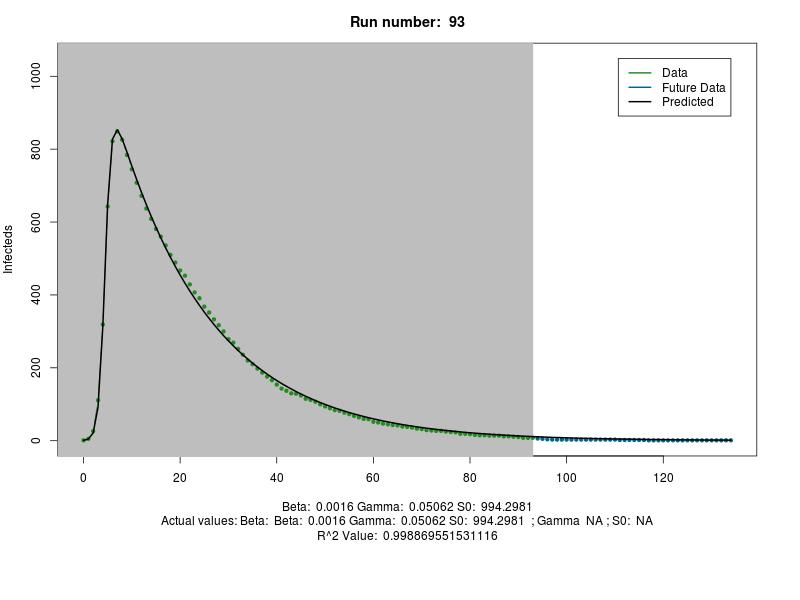 Run number: 93
1000
800
600
400
200
0
Infecteds
Data
Future Data
Predicted
0 20 40 60 80 100 120
Beta: 0.0016 Gamma: 0.05062 S0: 994.2981
Actual values: Beta: Beta: 0.0016 Gamma: 0.05062 S0: 994.2981 ; Gamma NA ; S0: NA
R^2 Value: 0.998869551531116